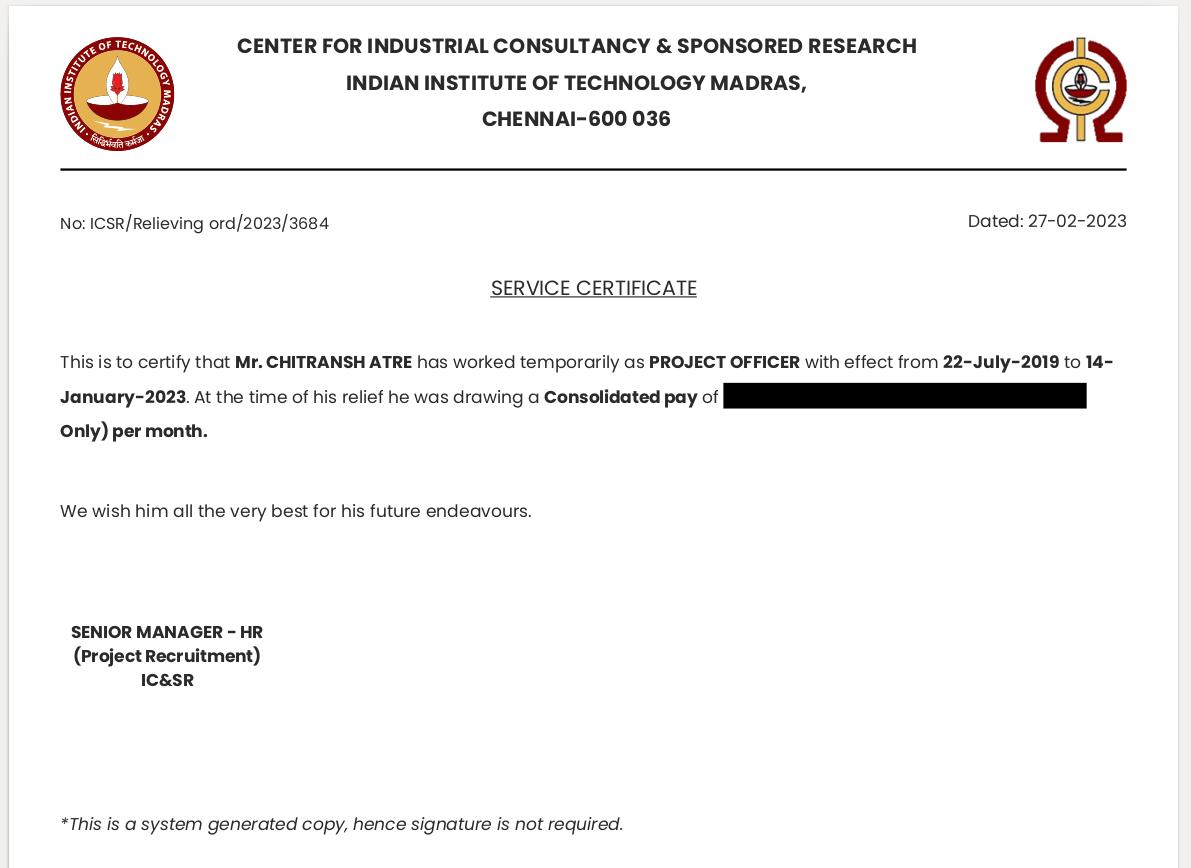 CENTER FOR INDUSTRIAL CONSULTANCY & SPONSORED RESEARCH
INDIAN INSTITUTE OF TECHNOLOGY MADRAS,
CHENNAI-600 036
INDIAN INSTITUTE OF TECHNOLOGY MADRAS
सिद्धिर्भवति कर्मजा
No: ICSR/Relieving ord/2023/3684
Dated: 27-02-2023
SERVICE CERTIFICATE
This is to certify that Mr. CHITRANSH ATRE has worked temporarily as PROJECT OFFICER with effect from 22-July-2019 to 14-
January-2023. At the time of his relief he was drawing a Consolidated pay of
Only) per month.
We wish him all the very best for his future endeavours.
SENIOR MANAGER - HR
(Project Recruitment)
IC&SR
*This is a system generated copy, hence signature is not required.